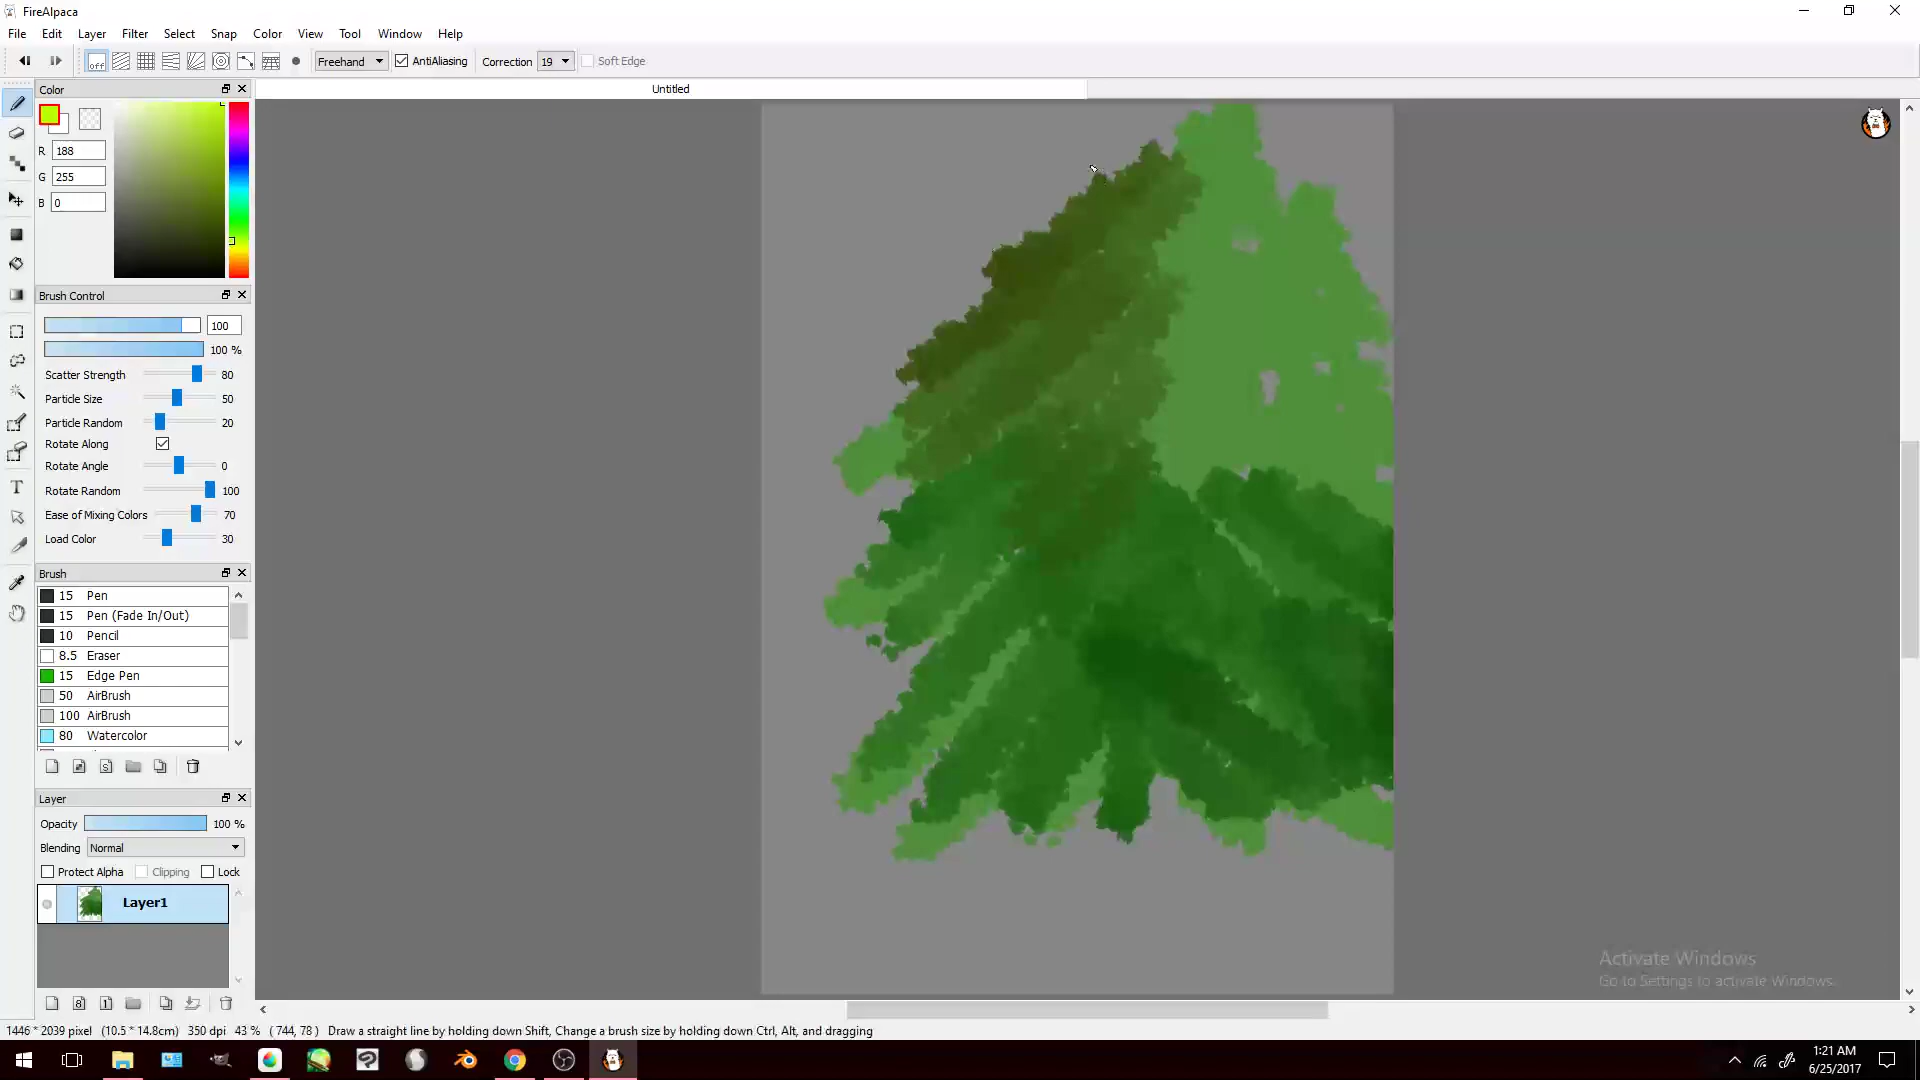 FireAlpaca
File Edit Layer Filter Select Snap Color View Tool Window Help
off Freehand AntiAliasing Correction 19 Soft Edge
Color
Untitled
R 188
G 255
B 0
Brush Control
100
100 %
Scatter Strength 80
Particle Size 50
Particle Random 20
Rotate Along
Rotate Angle 0
Rotate Random 100
Ease of Mixing Colors 70
Load Color 30
Brush
15 Pen
15 Pen (Fade In/Out)
10 Pencil
8.5 Eraser
15 Edge Pen
50 AirBrush
100 AirBrush
80 Watercolor
S
Layer
Opacity 100 %
Blending Normal
Protect Alpha Clipping Lock
Layer1
8 1
Activate Windows
Go to Settings to activate Windows.
1446 * 2039 pixel (10.5 * 14.8cm) 350 dpi 43 % ( 744, 78 ) Draw a straight line by holding down Shift, Change a brush size by holding down Ctrl, Alt, and dragging
1:21 AM
6/25/2017